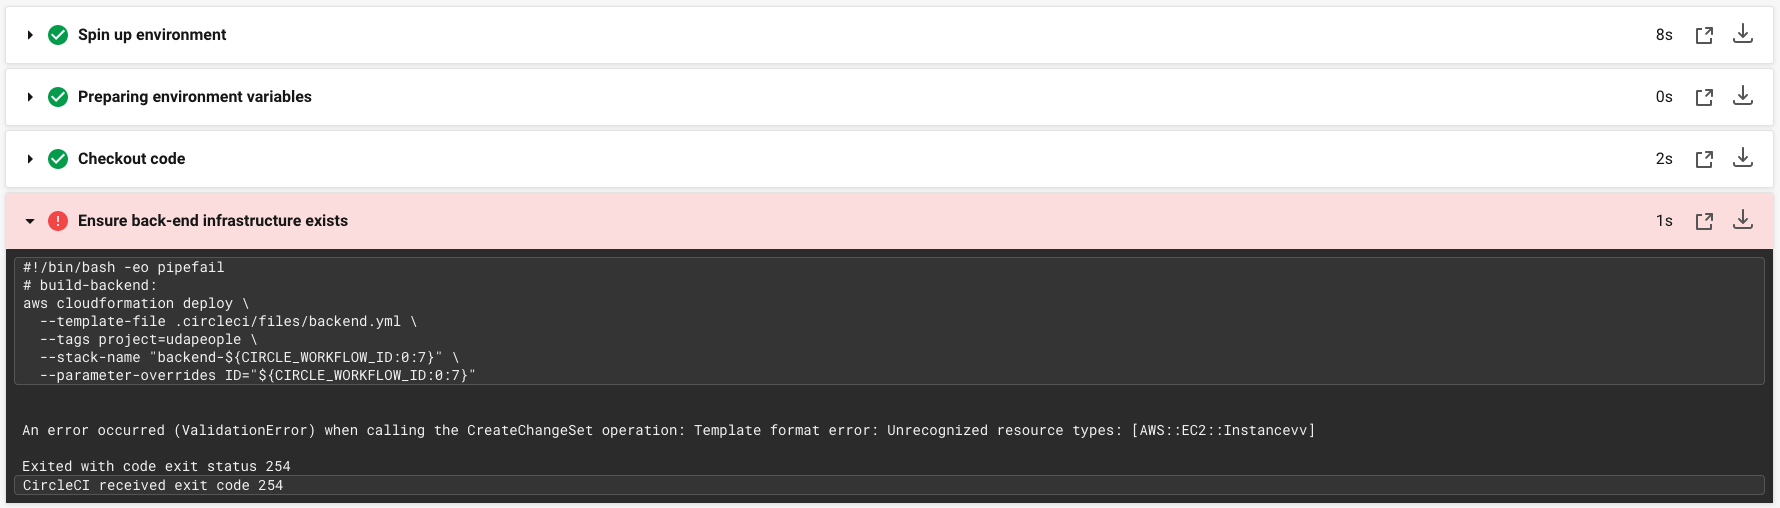 Spin up environment 8s
Preparing environment variables 0s
Checkout code 2s
Ensure back-end infrastructure exists 1s
#!/bin/bash -eo pipefail
# build-backend:
aws cloudformation deploy \
  --template-file .circleci/files/backend.yml \
  --tags project=udapeople \
  --stack-name "backend-${CIRCLE_WORKFLOW_ID:0:7}" \
  --parameter-overrides ID="${CIRCLE_WORKFLOW_ID:0:7}"
An error occurred (ValidationError) when calling the CreateChangeSet operation: Template format error: Unrecognized resource types: [AWS::EC2::Instancevv]
Exited with code exit status 254
CircleCI received exit code 254